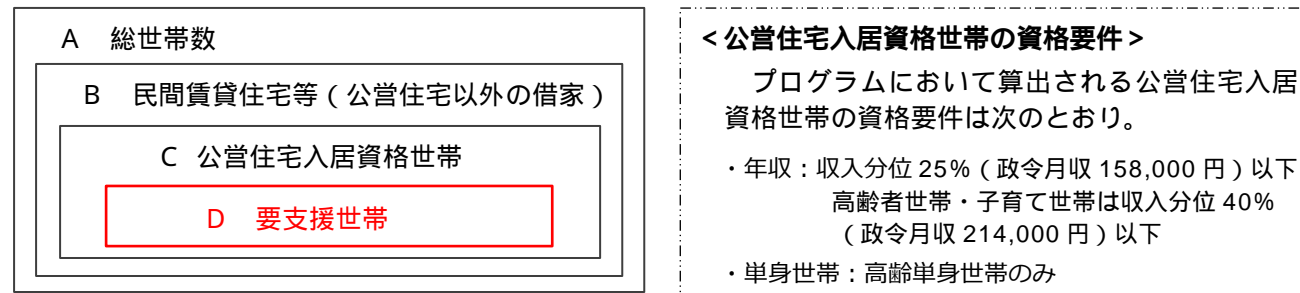 A 総世帯数
B 民間賃貸住宅等(公営住宅以外の借家)
C 公営住宅入居資格世帯
D 要支援世帯
<公営住宅入居資格世帯の資格要件>
プログラムにおいて算出される公営住宅入居
資格世帯の資格要件は次のとおり。
・年収:収入分位 25%(政令月収 158,000 円)以下
高齢者世帯・子育て世帯は収入分位 40%
(政令月収 214,000 円)以下
・単身世帯:高齢単身世帯のみ